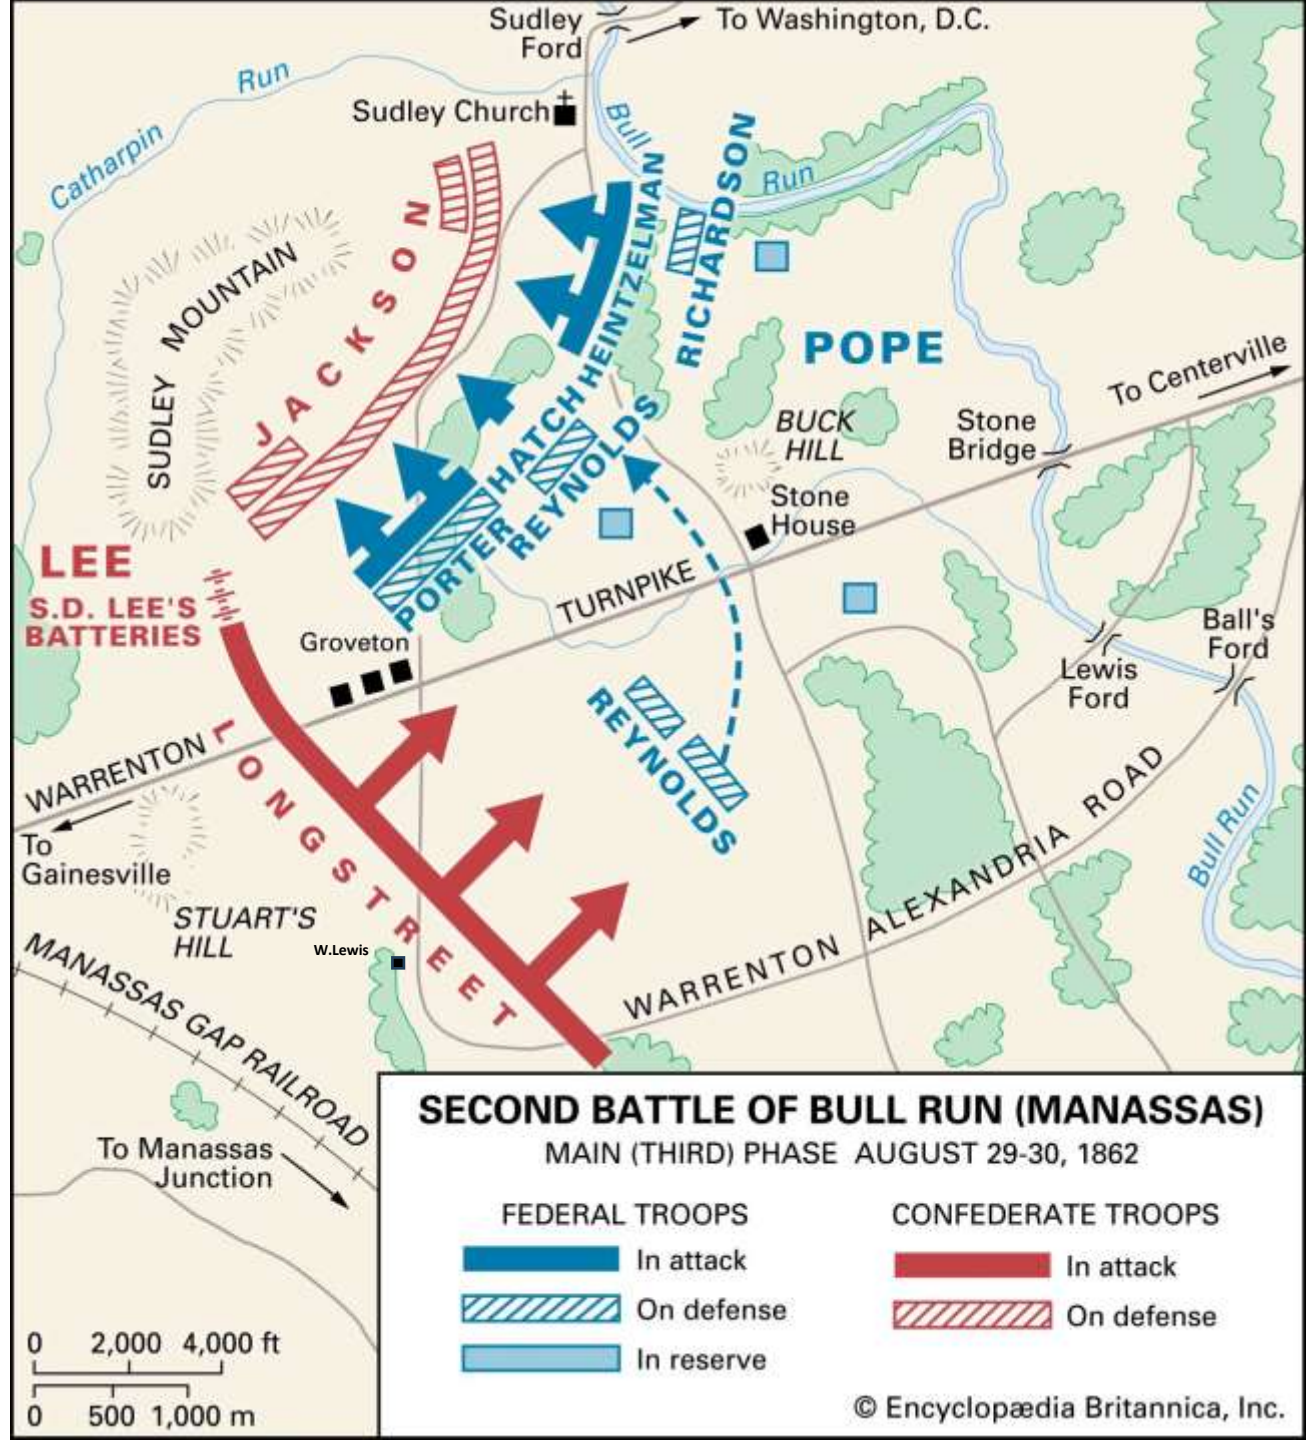 Sudley
Ford
To Washington, D.C.
Catharpin
Run
Sudley Church
Bull
Run
JACKSON
HEINTZELMAN
RICHARDSON
SUDLEY
MOUNTAIN
POPE
To Centerville
BUCK
HILL
Stone
Bridge
HATCH
REYNOLDS
PORTER
Stone
House
LEE
S.D. LEE'S
BATTERIES
TURNPIKE
Groveton
Ball's
Ford
Lewis
Ford
REYNOLDS
WARRENTON
LONGSTREET
To
Gainesville
STUART'S
HILL
W.Lewis
WARRENTON ALEXANDRIA ROAD
Bull Run
MANASSAS GAP RAILROAD
To Manassas
Junction
SECOND BATTLE OF BULL RUN (MANASSAS)
MAIN (THIRD) PHASE AUGUST 29-30, 1862
FEDERAL TROOPS
In attack
On defense
In reserve
CONFEDERATE TROOPS
In attack
On defense
0 2,000 4,000 ft
0 500 1,000 m
© Encyclopædia Britannica, Inc.